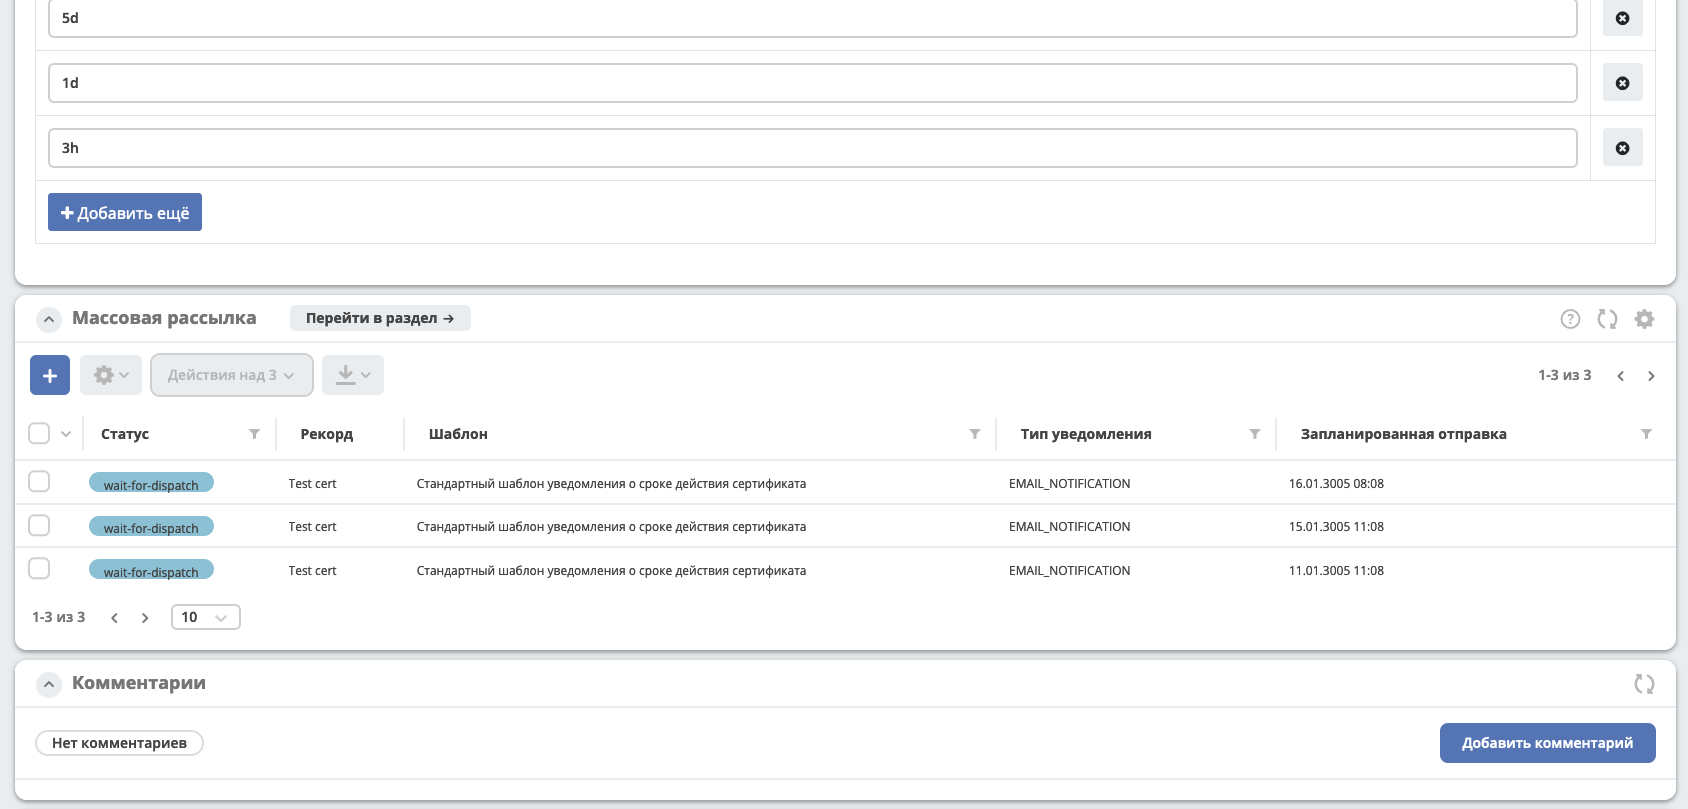 5d
1d
3h
Добавить ещё
Массовая рассылка Перейти в раздел →
Действия над 3
1-3 из 3
Статус Рекорд Шаблон Тип уведомления Запланированная отправка
wait-for-dispatch Test cert Стандартный шаблон уведомления о сроке действия сертификата EMAIL_NOTIFICATION 16.01.3005 08:08
wait-for-dispatch Test cert Стандартный шаблон уведомления о сроке действия сертификата EMAIL_NOTIFICATION 15.01.3005 11:08
wait-for-dispatch Test cert Стандартный шаблон уведомления о сроке действия сертификата EMAIL_NOTIFICATION 11.01.3005 11:08
1-3 из 3 10
Комментарии
Нет комментариев Добавить комментарий